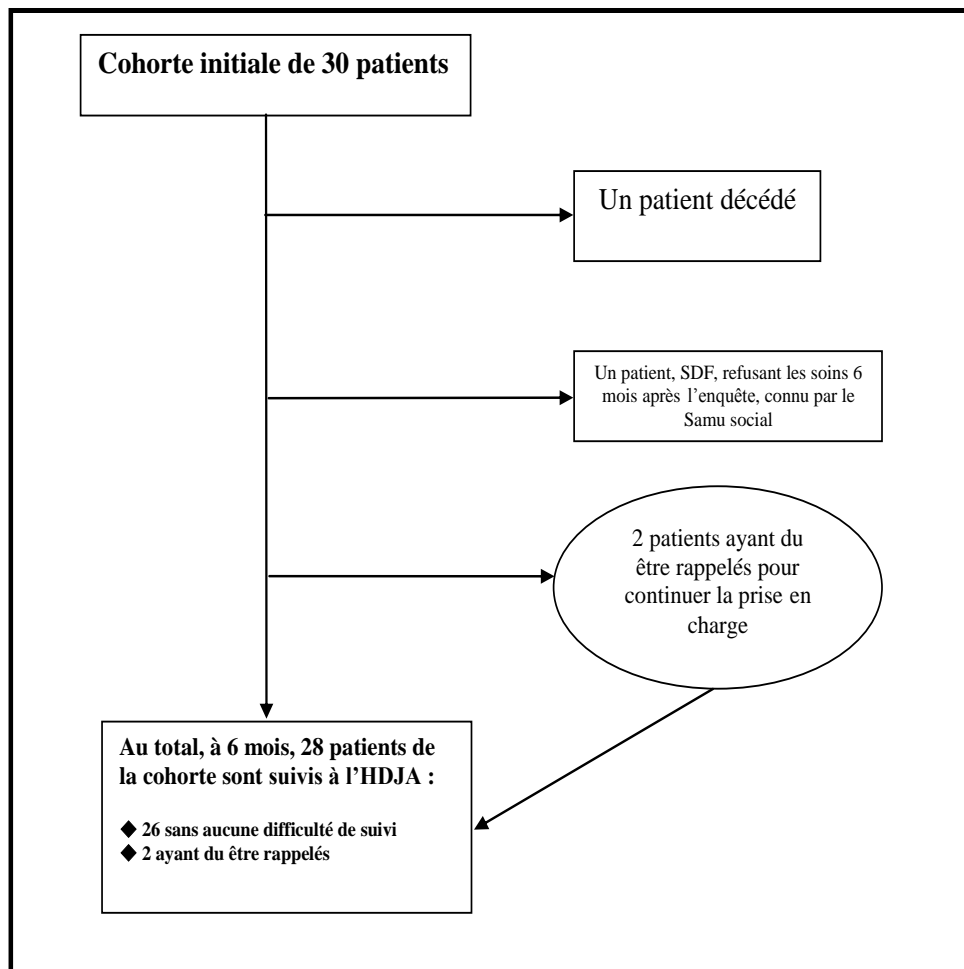 Cohorte initiale de 30 patients
Un patient décédé
Un patient, SDF, refusant les soins 6
mois après l’enquête, connu par le
Samu social
2 patients ayant du
être rappelés pour
continuer la prise en
charge
Au total, à 6 mois, 28 patients de
la cohorte sont suivis à l’HDJA :
◆ 26 sans aucune difficulté de suivi
◆ 2 ayant du être rappelés